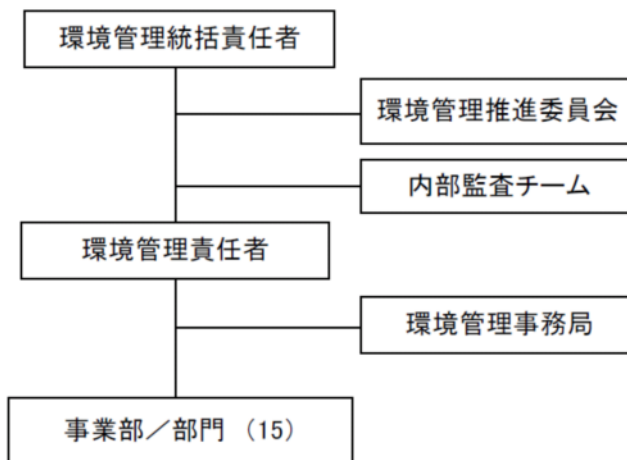 環境管理統括責任者
環境管理推進委員会
内部監査チーム
環境管理責任者
環境管理事務局
事業部／部門 （15）